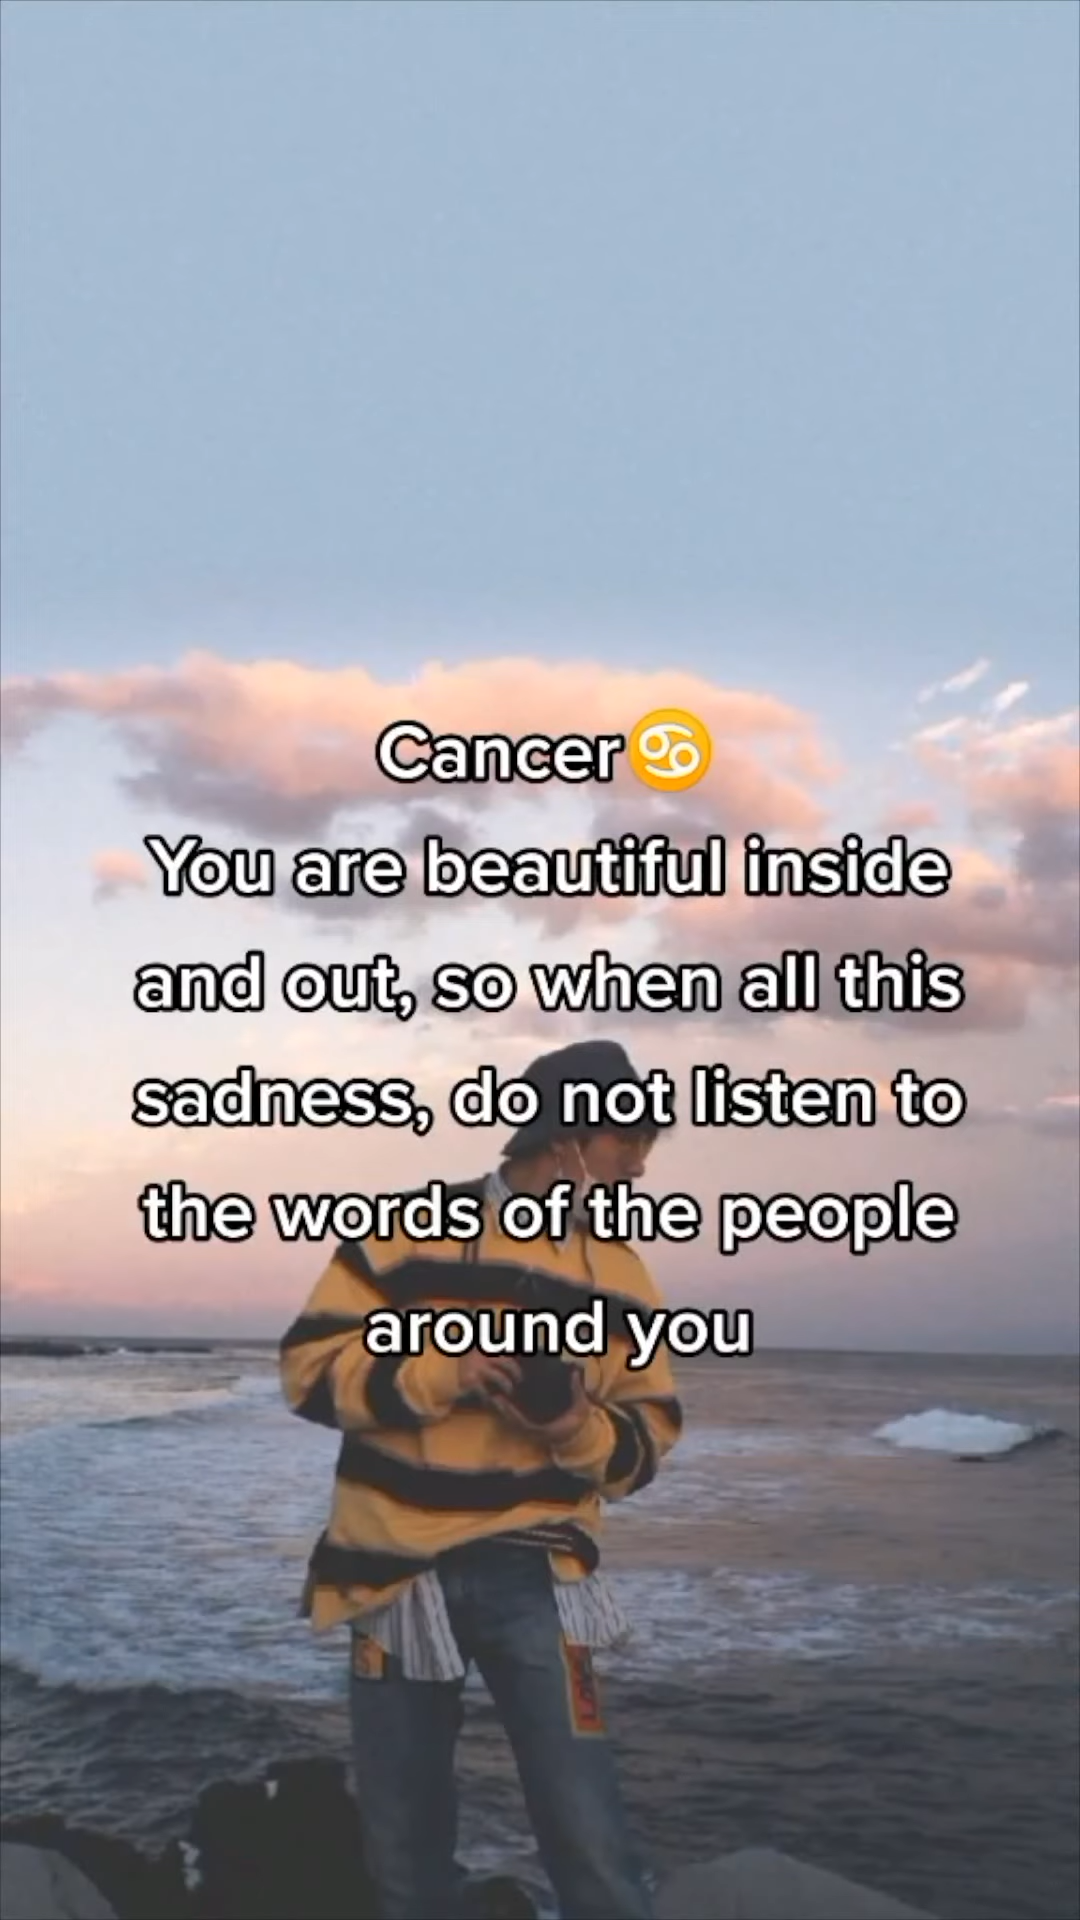 Cancer♋
You are beautiful inside
and out, so when all this
sadness, do not listen to
the words of the people
around you